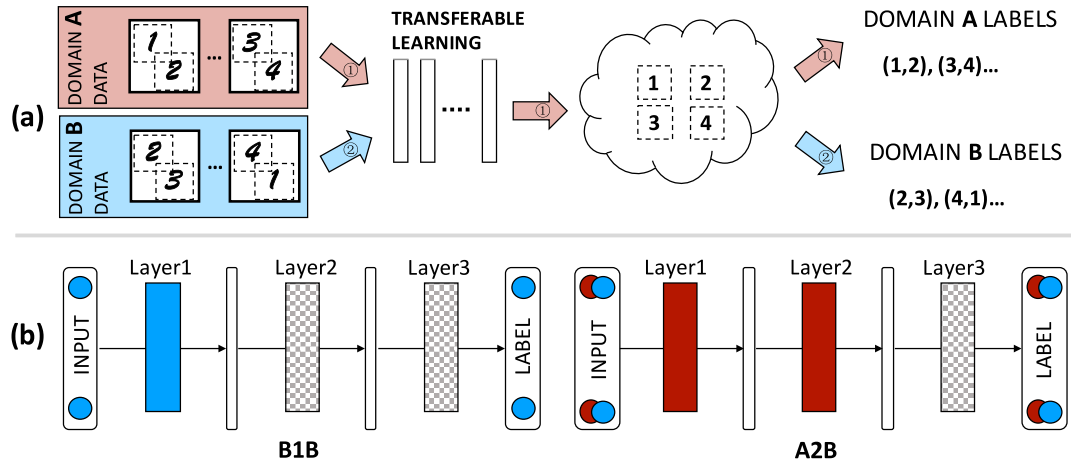 (a)
DOMAIN A
DATA
1
2
...
3
4
DOMAIN B
DATA
2
3
...
4
1
①
②
TRANSFERABLE
LEARNING
....
①
1 2
3 4
①
②
DOMAIN A LABELS
(1,2), (3,4)...
DOMAIN B LABELS
(2,3), (4,1)...
(b)
INPUT
Layer1
Layer2
Layer3
LABEL
B1B
INPUT
Layer1
Layer2
Layer3
LABEL
A2B